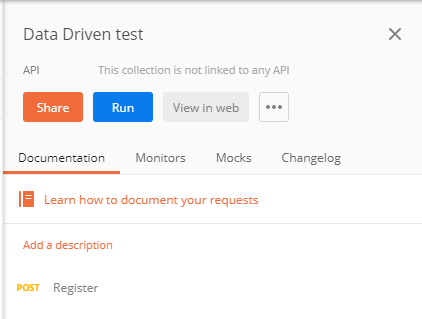 Data Driven test
API This collection is not linked to any API
Share Run View in web
Documentation Monitors Mocks Changelog
Learn how to document your requests
Add a description
POST Register